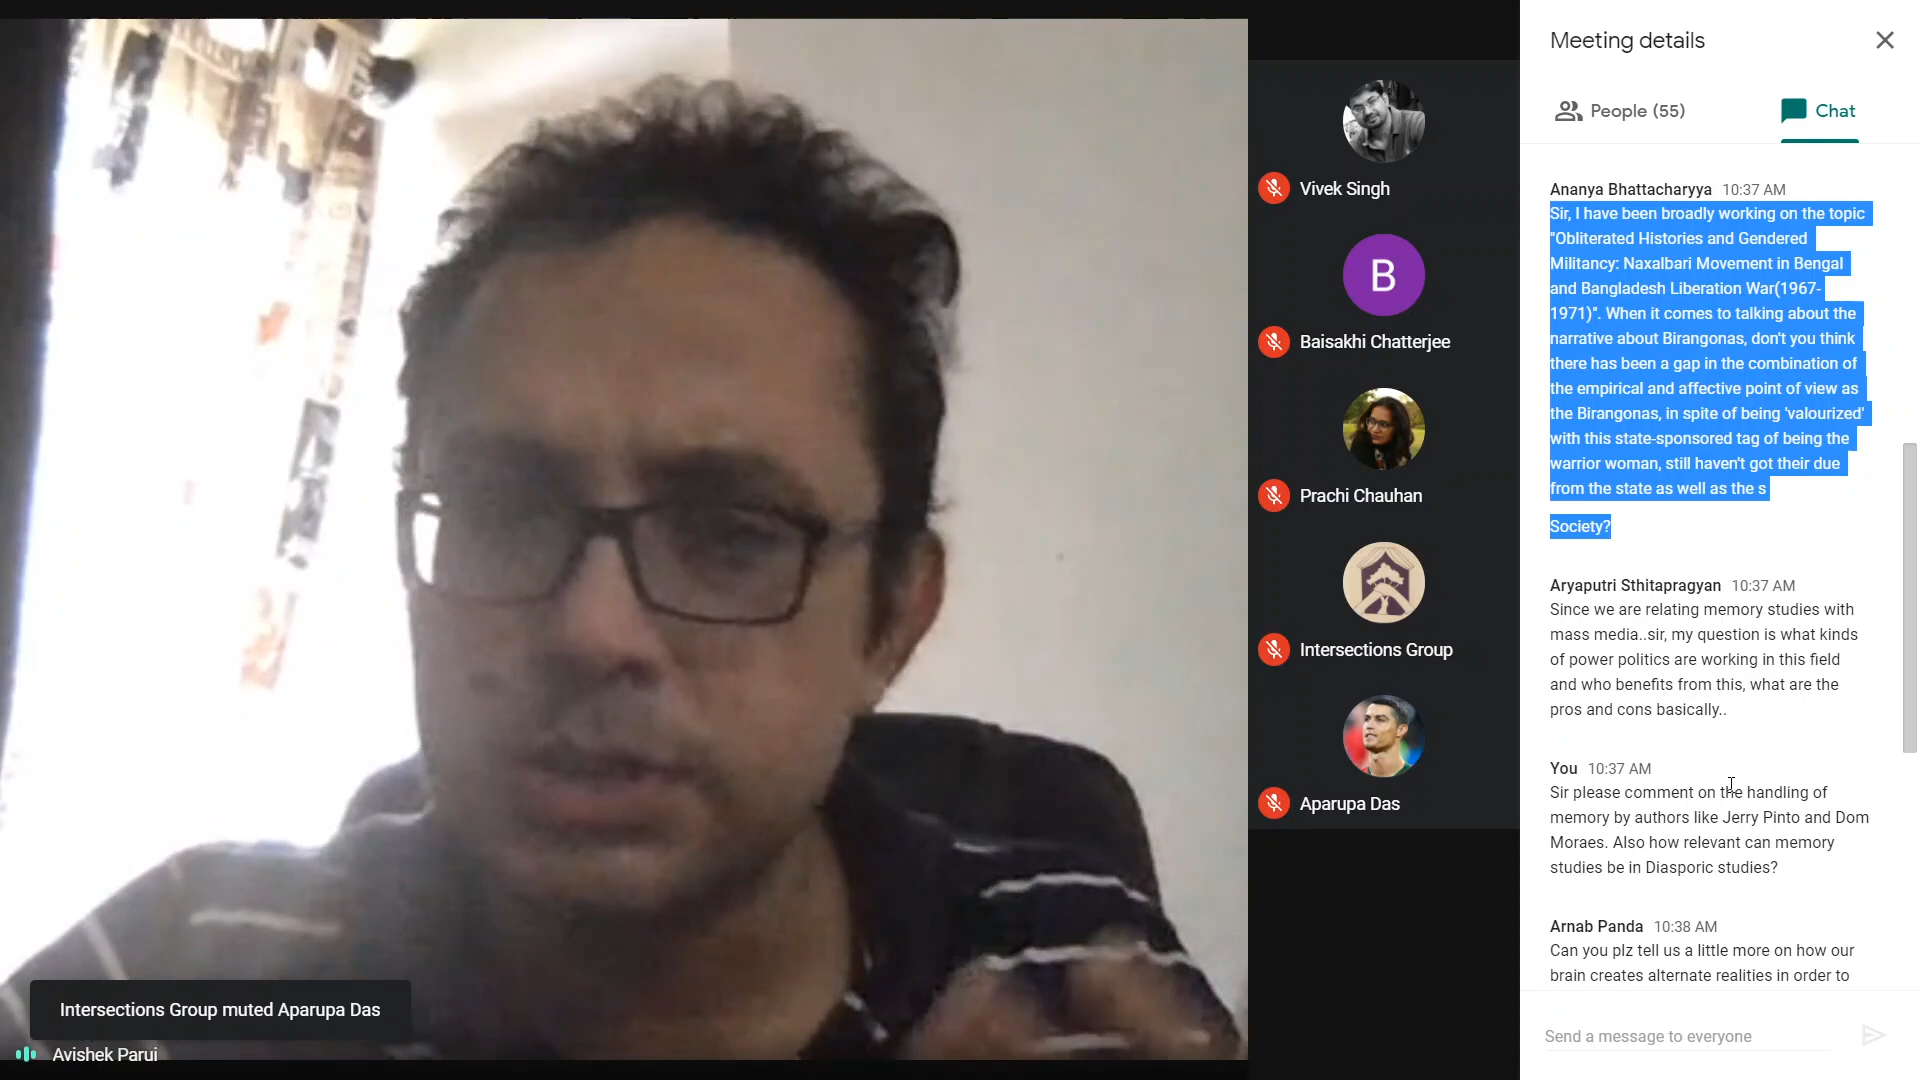 Meeting details
People (55)
Chat
Ananya Bhattacharyya 10:37 AM
Sir, I have been broadly working on the topic
"Obliterated Histories and Gendered
Militancy: Naxalbari Movement in Bengal
and Bangladesh Liberation War(1967-
1971)". When it comes to talking about the
narrative about Birangonas, don't you think
there has been a gap in the combination of
the empirical and affective point of view as
the Birangonas, in spite of being 'valourized'
with this state-sponsored tag of being the
warrior woman, still haven't got their due
from the state as well as the s
Society?
Aryaputri Sthitapragyan 10:37 AM
Since we are relating memory studies with
mass media..sir, my question is what kinds
of power politics are working in this field
and who benefits from this, what are the
pros and cons basically..
You 10:37 AM
Sir please comment on the handling of
memory by authors like Jerry Pinto and Dom
Moraes. Also how relevant can memory
studies be in Diasporic studies?
Arnab Panda 10:38 AM
Can you plz tell us a little more on how our
brain creates alternate realities in order to
Send a message to everyone
Vivek Singh
B
Baisakhi Chatterjee
Prachi Chauhan
Intersections Group
Aparupa Das
Intersections Group muted Aparupa Das
Avishek Parui